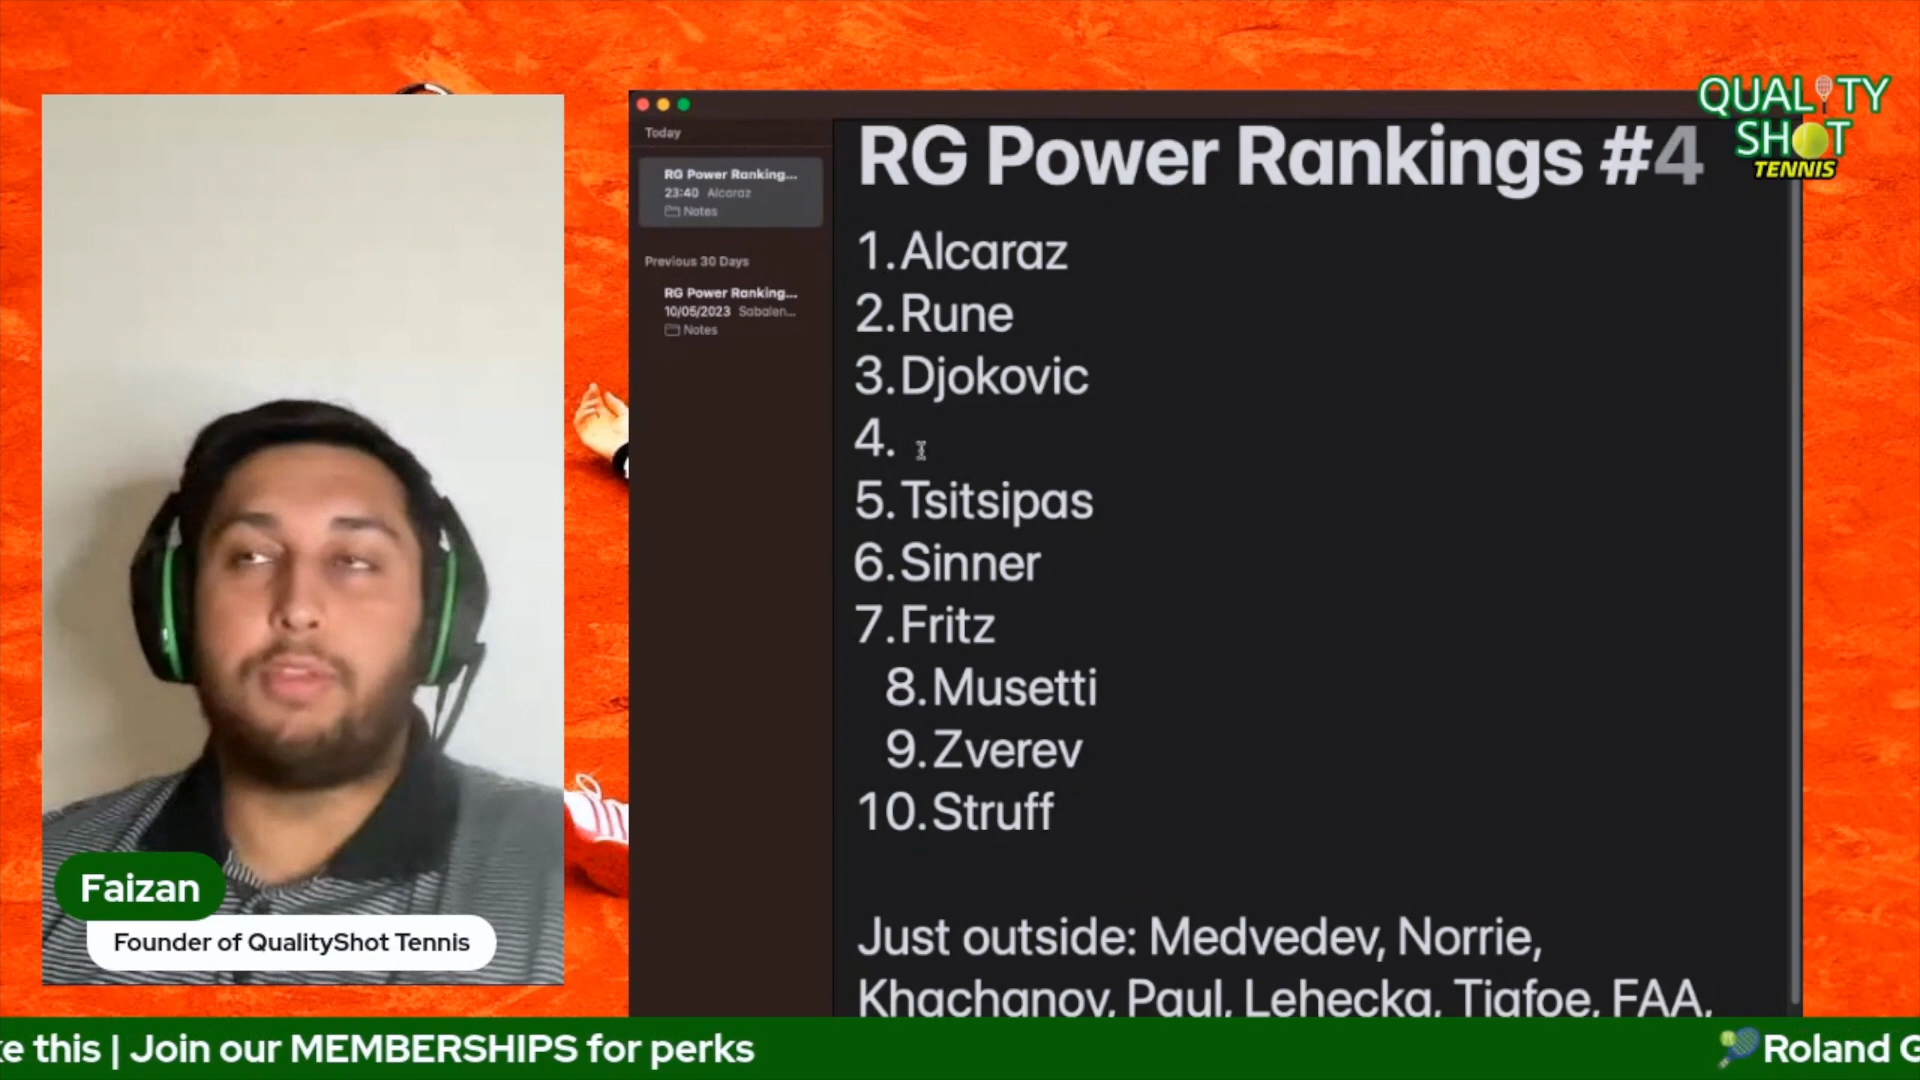 QUALITY
SHOT
TENNIS
Today
RG Power Ranking...
23:40 Alcaraz
Notes
Previous 30 Days
RG Power Ranking...
10/05/2023 Sabalen...
Notes
RG Power Rankings #4
1. Alcaraz
2. Rune
3. Djokovic
4.
5. Tsitsipas
6. Sinner
7. Fritz
8. Musetti
9. Zverev
10. Struff
Just outside: Medvedev, Norrie,
Khachanov, Paul, Lehecka, Tiafoe, FAA,
Faizan
Founder of QualityShot Tennis
e this | Join our MEMBERSHIPS for perks
Roland G